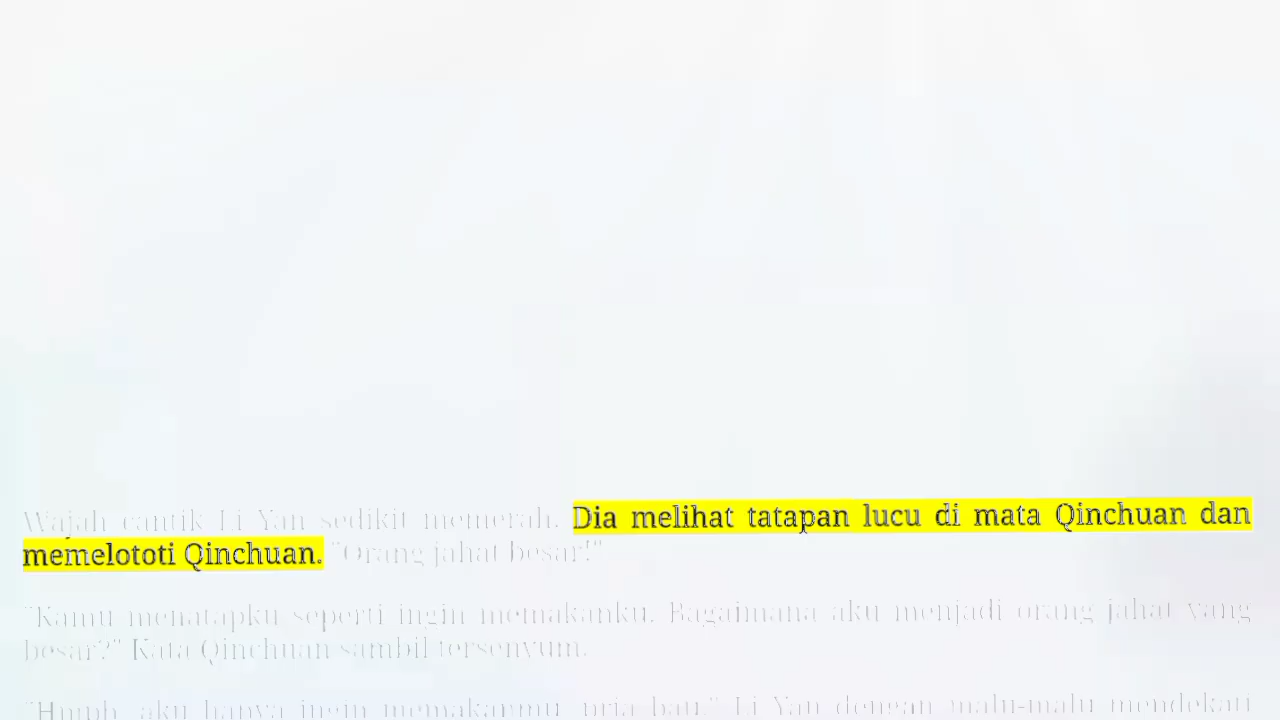 Wajah cantik Li Yan sedikit memerah. Dia melihat tatapan lucu di mata Qinchuan dan
memelototi Qinchuan. "Orang jahat besar!"
"Kamu menatapku seperti ingin memakanku. Bagaimana aku menjadi orang jahat yang
besar?" Kata Qinchuan sambil tersenyum.
"Humph, aku hanya ingin memakanmu, pria bau." Li Yan dengan malu-malu mendekati